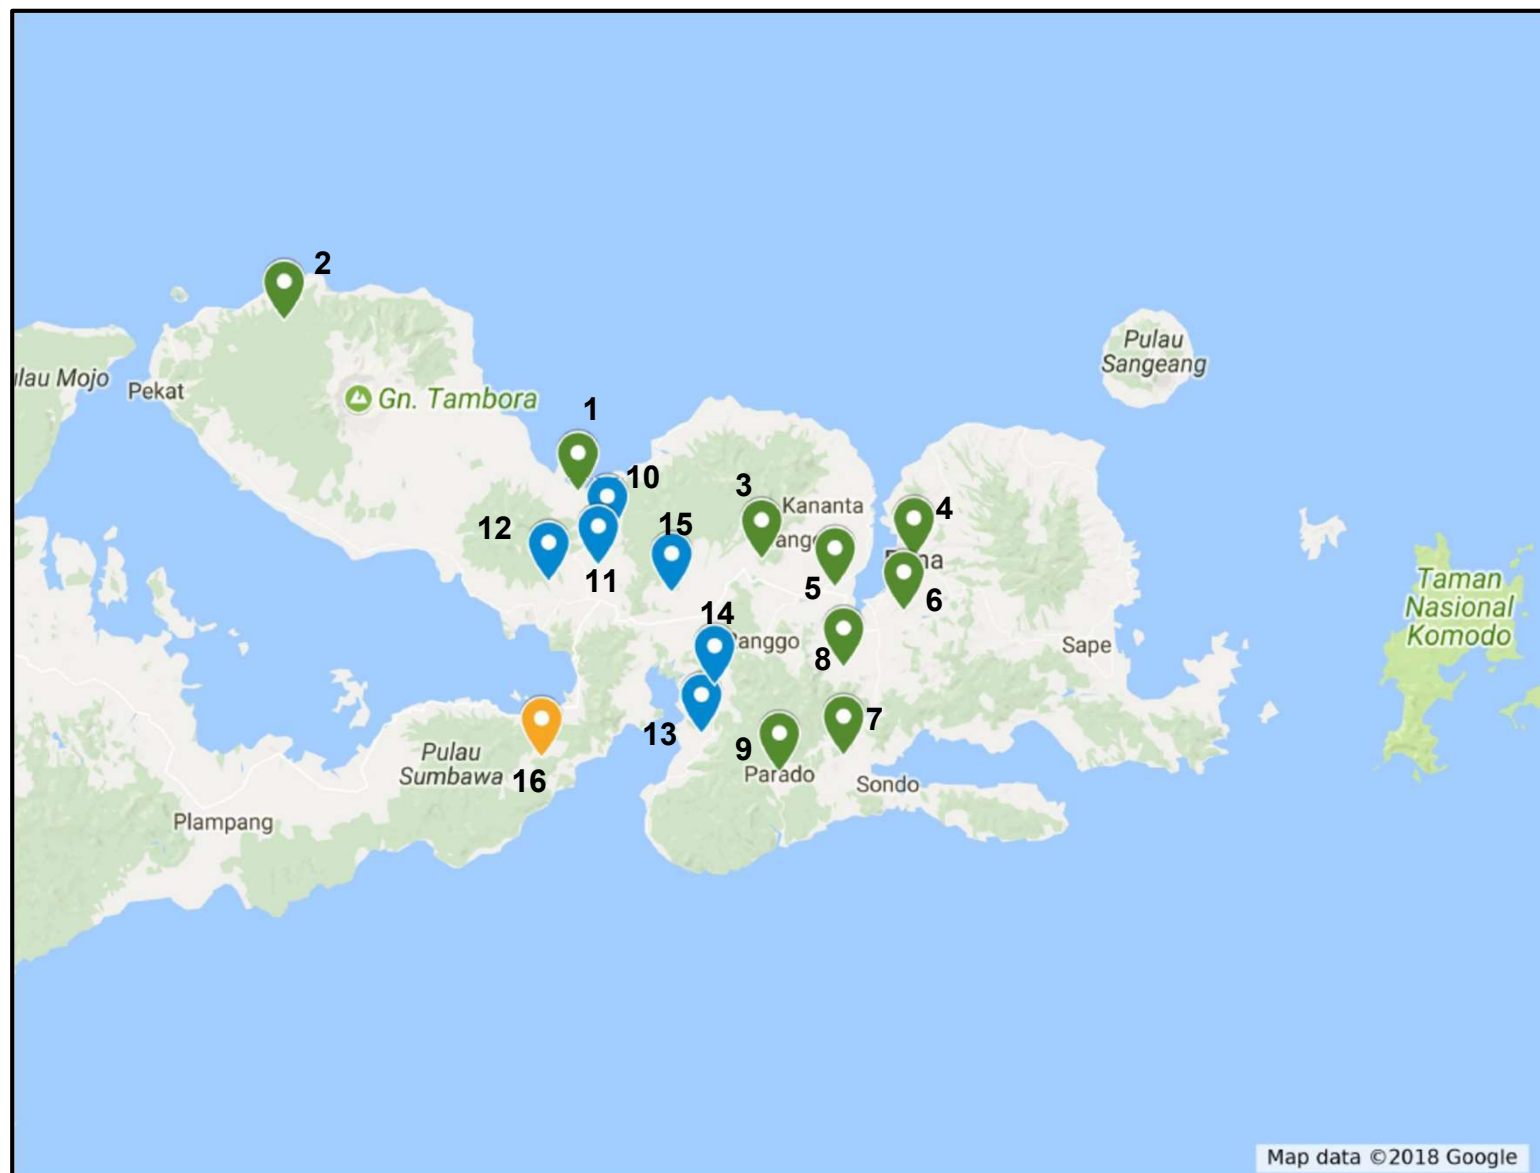 2
Pulau
Sangeang
ulau Mojo
Pekat
Gn. Tambora
1
10
3
Kananta
4
12
15
11
5
6
Taman
Nasional
Komodo
14
8
Sape
13
7
9
Parado
Sondo
Pulau
Sumbawa
16
Plampang
Map data ©2018 Google